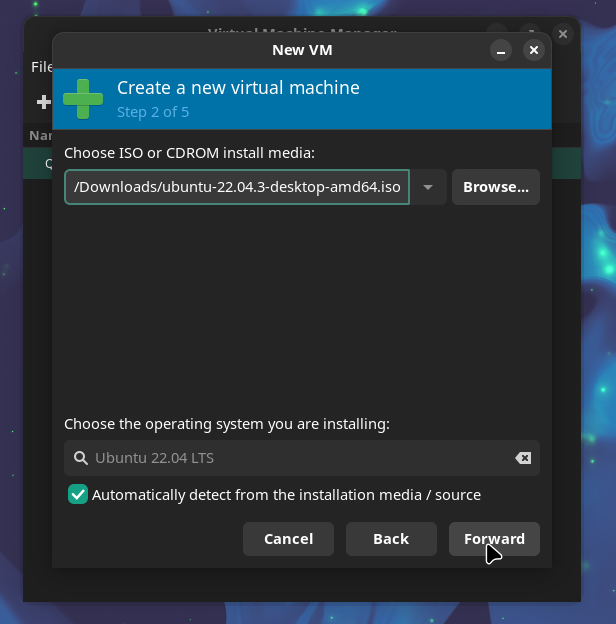 Virtual Machine Manager
New VM
File
Create a new virtual machine
Step 2 of 5
Nan
Choose ISO or CDROM install media:
Q
/Downloads/ubuntu-22.04.3-desktop-amd64.iso
Browse...
Choose the operating system you are installing:
Ubuntu 22.04 LTS
Automatically detect from the installation media / source
Cancel Back Forward